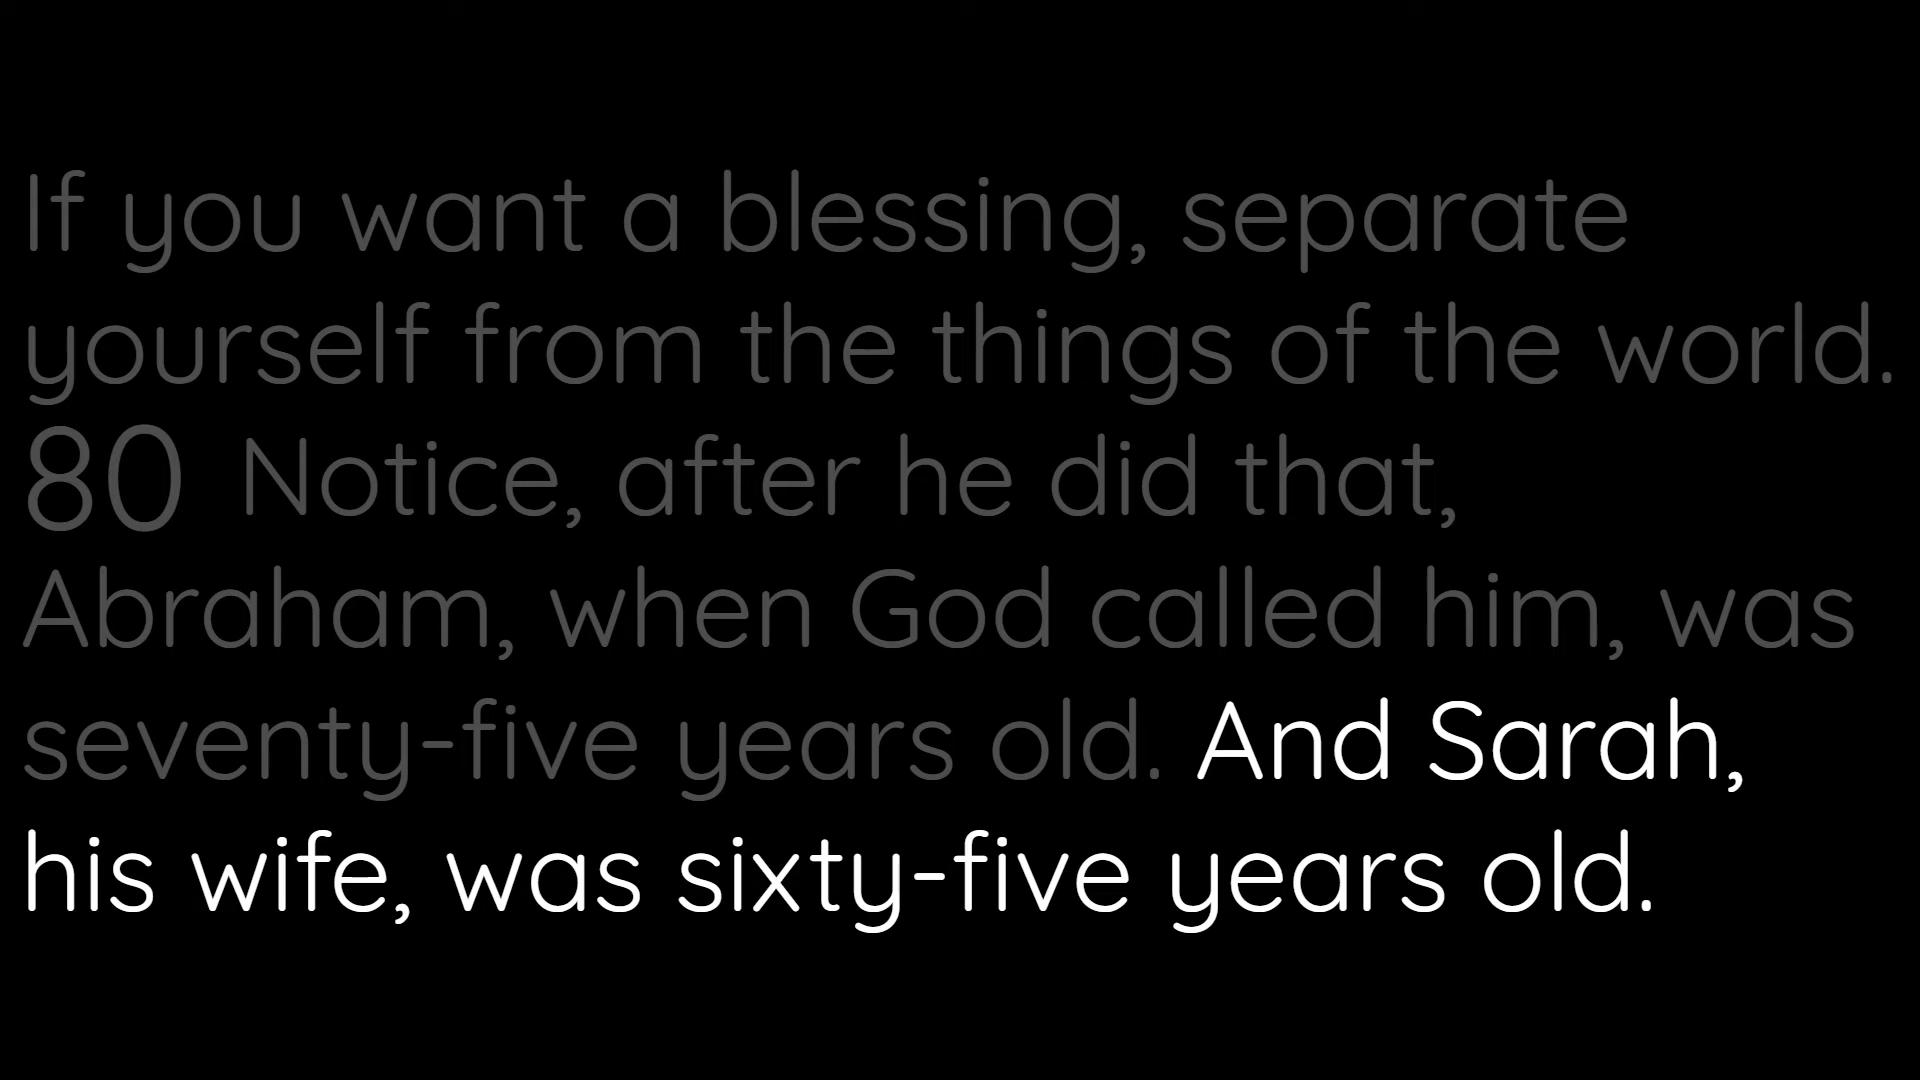 If you want a blessing, separate
yourself from the things of the world.
80 Notice, after he did that,
Abraham, when God called him, was
seventy-five years old. And Sarah,
his wife, was sixty-five years old.